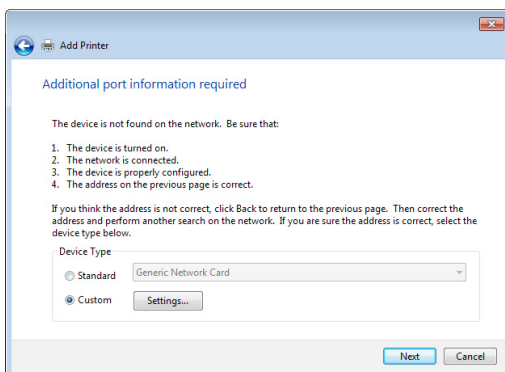 Add Printer
Additional port information required
The device is not found on the network. Be sure that:
1. The device is turned on.
2. The network is connected.
3. The device is properly configured.
4. The address on the previous page is correct.
If you think the address is not correct, click Back to return to the previous page. Then correct the
address and perform another search on the network. If you are sure the address is correct, select the
device type below.
Device Type
Standard
Generic Network Card
Custom
Settings...
Next
Cancel